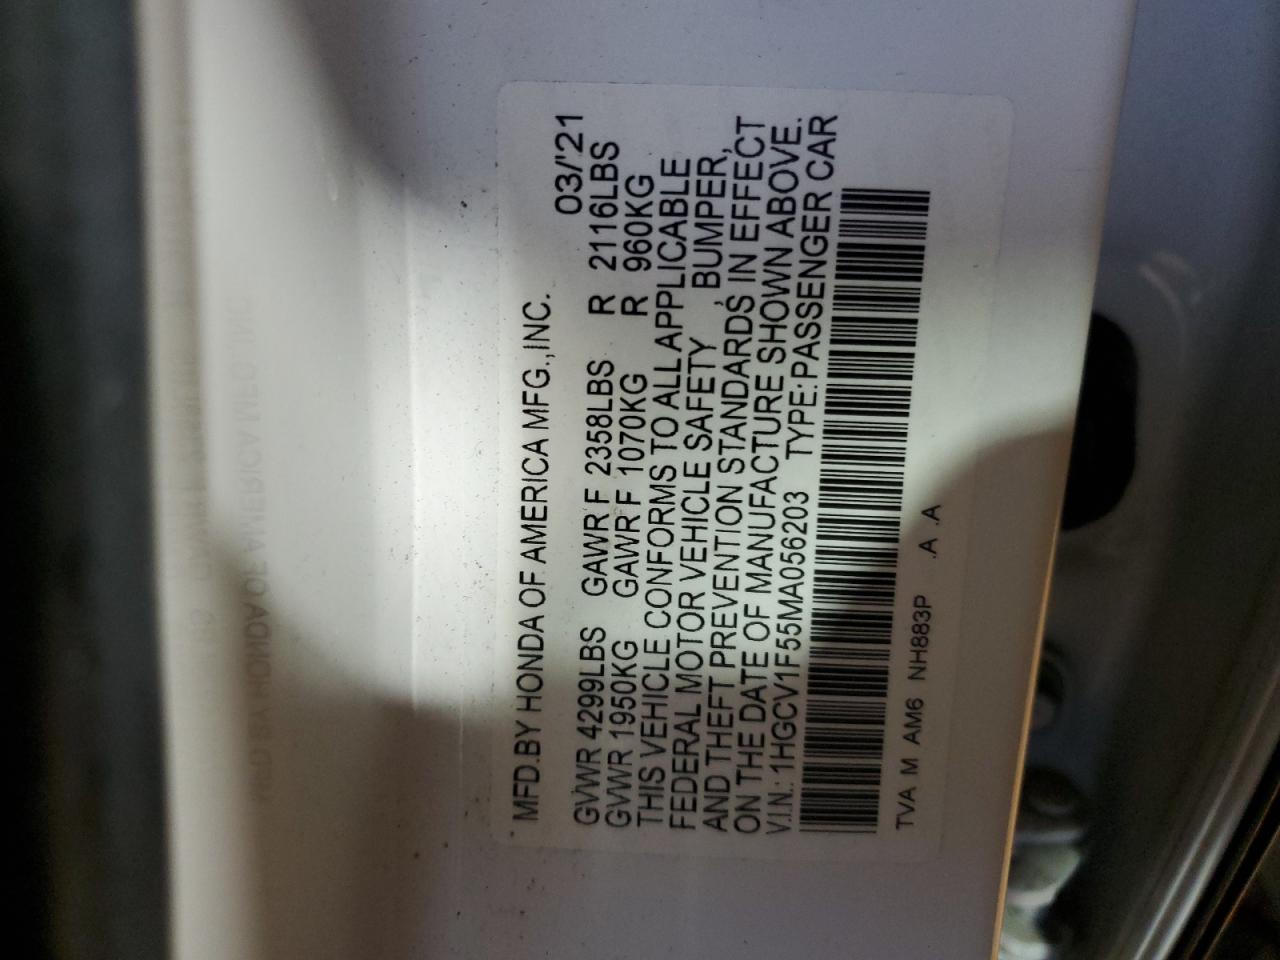 MFD.BY HONDA OF AMERICA MFG.,INC. 03/'21
GVWR 4299LBS GAWR F 2358LBS R 2116LBS
GVWR 1950KG GAWR F 1070KG R 960KG
THIS VEHICLE CONFORMS TO ALL APPLICABLE
FEDERAL MOTOR VEHICLE SAFETY , BUMPER,
AND THEFT PREVENTION STANDARDS IN EFFECT
ON THE DATE OF MANUFACTURE SHOWN ABOVE.
V.I.N.: 1HGCV1F55MA056203 TYPE:PASSENGER CAR
TVA M AM6 NH883P .A .A